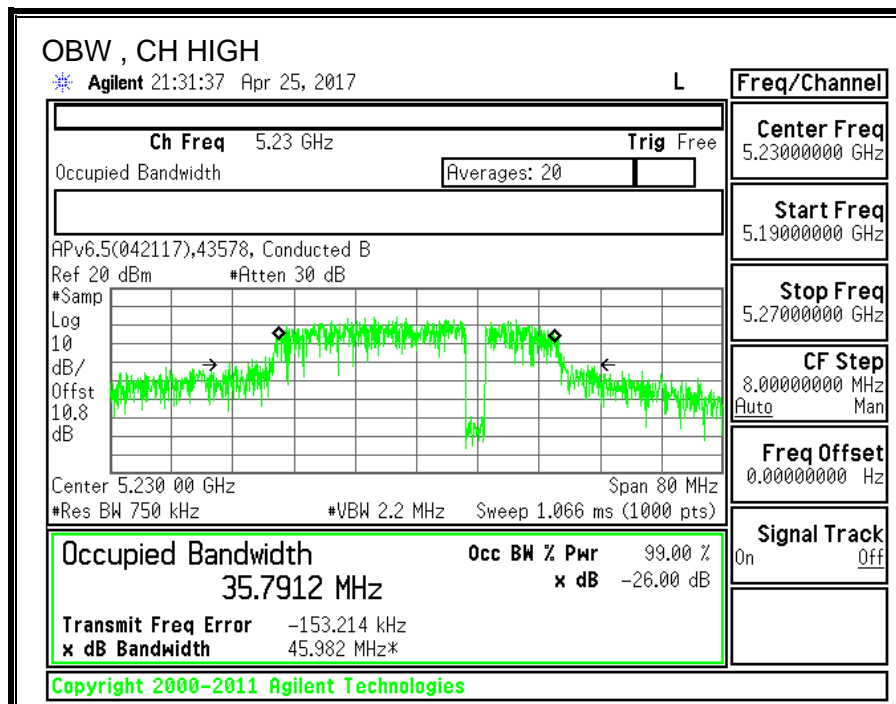 OBW , CH HIGH
Agilent 21:31:37 Apr 25, 2017 L
Ch Freq 5.23 GHz Trig Free
Occupied Bandwidth Averages: 20
APv6.5(042117),43578, Conducted B
Ref 20 dBm #Atten 30 dB
#Samp
Log
10
dB/
Offst
10.8
dB
Center 5.230 00 GHz Span 80 MHz
#Res BW 750 kHz #VBW 2.2 MHz Sweep 1.066 ms (1000 pts)
Occupied Bandwidth Occ BW % Pwr 99.00 %
35.7912 MHz x dB -26.00 dB
Transmit Freq Error -153.214 kHz
x dB Bandwidth 45.982 MHz*
Copyright 2000-2011 Agilent Technologies
Freq/Channel
Center Freq
5.23000000 GHz
Start Freq
5.19000000 GHz
Stop Freq
5.27000000 GHz
CF Step
8.00000000 MHz
Auto Man
Freq Offset
0.00000000 Hz
Signal Track
On Off